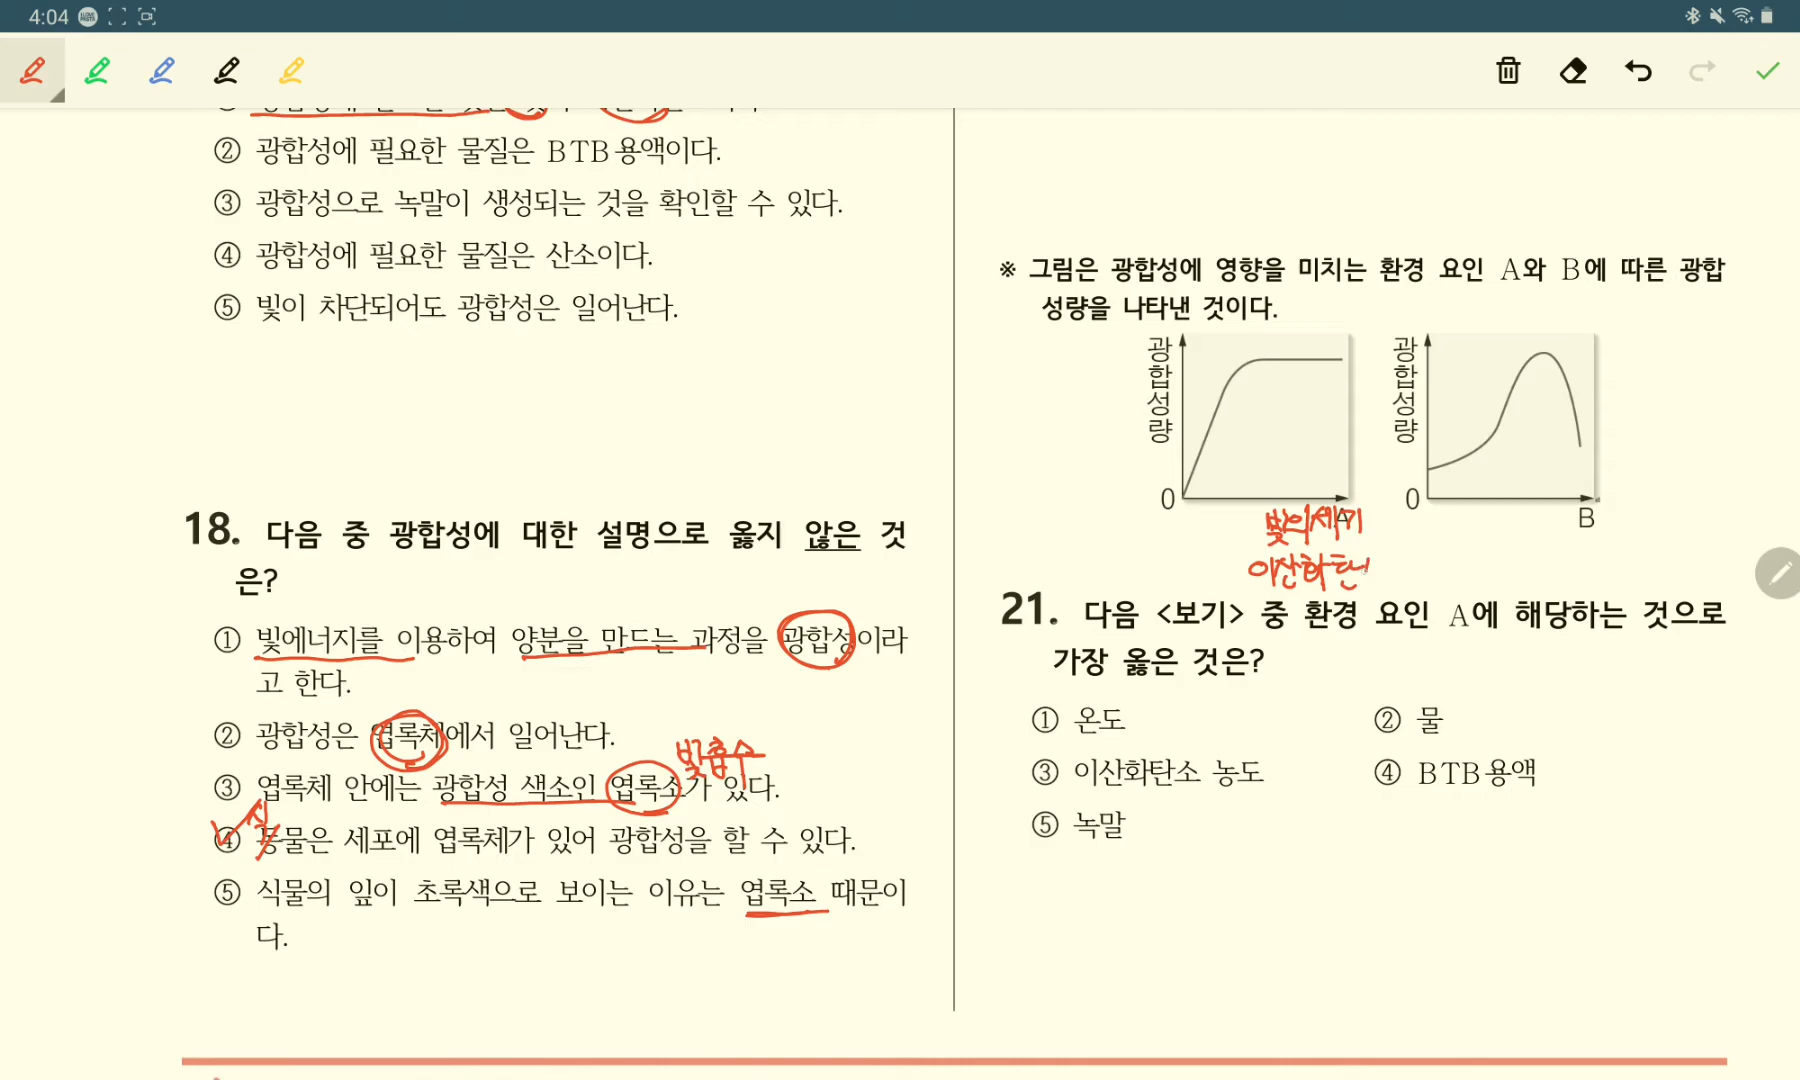 4:04
② 광합성에 필요한 물질은 BTB용액이다.
③ 광합성으로 녹말이 생성되는 것을 확인할 수 있다.
④ 광합성에 필요한 물질은 산소이다.
⑤ 빛이 차단되어도 광합성은 일어난다.
18. 다음 중 광합성에 대한 설명으로 옳지 않은 것
은?
① 빛에너지를 이용하여 양분을 만드는 과정을 광합성이라
고 한다.
② 광합성은 엽록체에서 일어난다.
빛흡수
③ 엽록체 안에는 광합성 색소인 엽록소가 있다.
식
④ 동물은 세포에 엽록체가 있어 광합성을 할 수 있다.
⑤ 식물의 잎이 초록색으로 보이는 이유는 엽록소 때문이
다.
※ 그림은 광합성에 영향을 미치는 환경 요인 A와 B에 따른 광합
성량을 나타낸 것이다.
광합성량
0
A
빛의세기
이산화탄
광합성량
0
B
21. 다음 <보기> 중 환경 요인 A에 해당하는 것으로
가장 옳은 것은?
① 온도 ② 물
③ 이산화탄소 농도 ④ BTB용액
⑤ 녹말